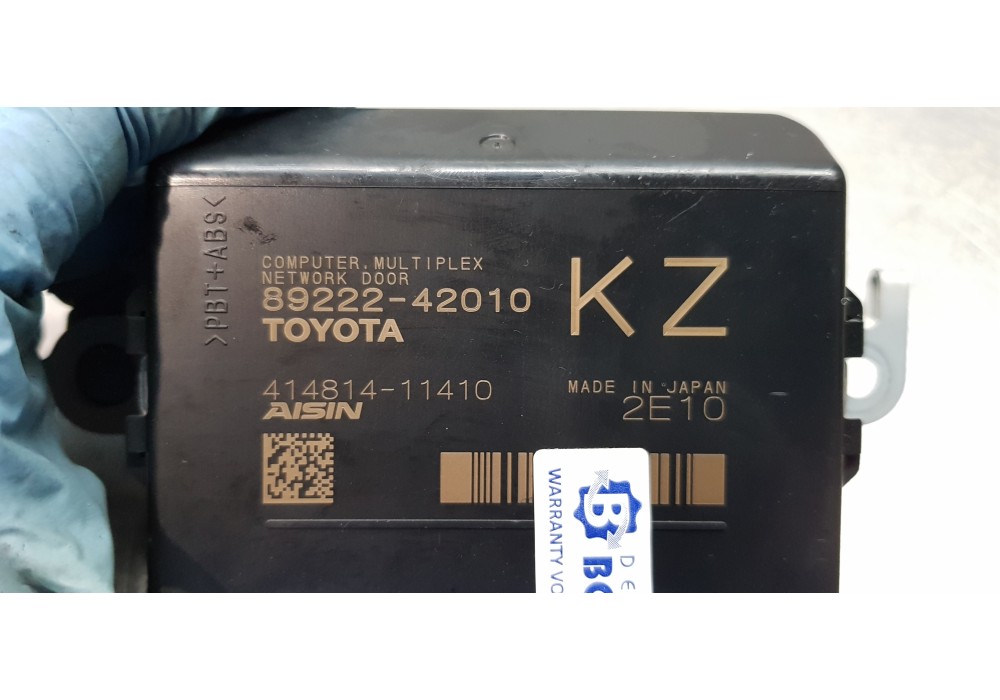 >PBT+ABS<
COMPUTER, MULTIPLEX
NETWORK DOOR
89222-42010
TOYOTA
KZ
414814-11410
AISIN
MADE IN JAPAN
2E10
B
WARRANTY